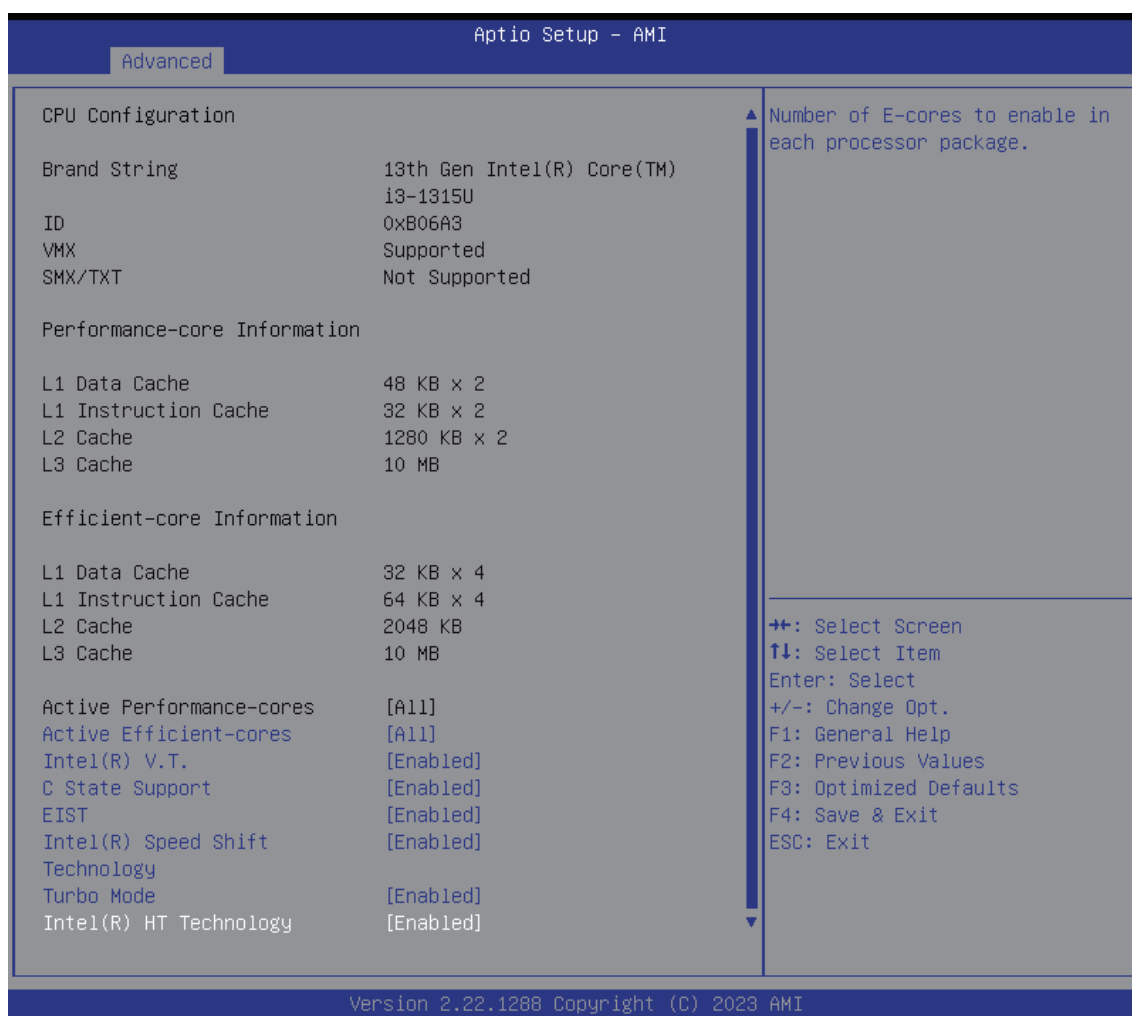 Aptio Setup - AMI
Advanced
CPU Configuration
Brand String 13th Gen Intel(R) Core(TM)
i3-1315U
ID 0xB06A3
VMX Supported
SMX/TXT Not Supported
Performance-core Information
L1 Data Cache 48 KB x 2
L1 Instruction Cache 32 KB x 2
L2 Cache 1280 KB x 2
L3 Cache 10 MB
Efficient-core Information
L1 Data Cache 32 KB x 4
L1 Instruction Cache 64 KB x 4
L2 Cache 2048 KB
L3 Cache 10 MB
Active Performance-cores [All]
Active Efficient-cores [All]
Intel(R) V.T. [Enabled]
C State Support [Enabled]
EIST [Enabled]
Intel(R) Speed Shift [Enabled]
Technology
Turbo Mode [Enabled]
Intel(R) HT Technology [Enabled]
Number of E-cores to enable in
each processor package.
→←: Select Screen
↑↓: Select Item
Enter: Select
+/-: Change Opt.
F1: General Help
F2: Previous Values
F3: Optimized Defaults
F4: Save & Exit
ESC: Exit
Version 2.22.1288 Copyright (C) 2023 AMI